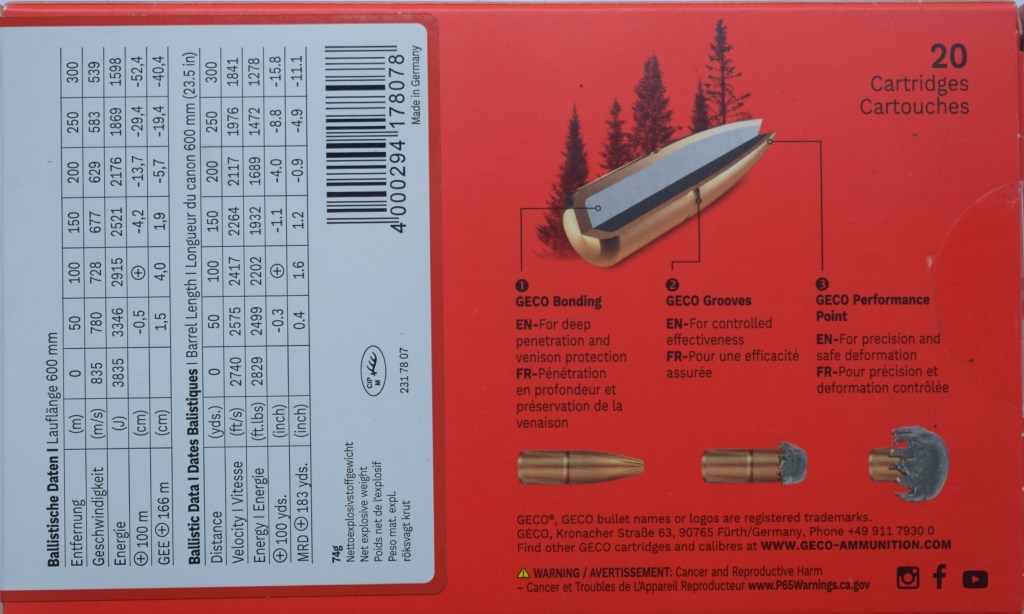 Ballistische Daten I Lauflänge 600 mm
Entfernung (m) 0 50 100 150 200 250 300
Geschwindigkeit (m/s) 835 780 728 677 629 583 539
Energie (J) 3835 3346 2915 2521 2176 1869 1598
⊕ 100 m (cm) -0,5 ⊕ -4,2 -13,7 -29,4 -52,4
GEE ⊕ 166 m (cm) 1,5 4,0 1,9 -5,7 -19,4 -40,4
Ballistic Data I Dates Balistiques I Barrel Length I Longueur du canon 600 mm (23.5 in)
Distance (yds.) 0 50 100 150 200 250 300
Velocity I Vitesse (ft/s) 2740 2575 2417 2264 2117 1976 1841
Energy I Energie (ft.lbs) 2829 2499 2202 1932 1689 1472 1278
⊕ 100 yds. (inch) -0.3 ⊕ -1.1 -4.0 -8.8 -15.8
MRD ⊕ 183 yds. (inch) 0.4 1.6 1.2 -0.9 -4.9 -11.1
74g
Nettoexplosivstoffgewicht
Net explosive weight
Poids net de l'explosif
Peso mat. expl.
röksvagt krut
CIP
M
231 78 07
4 000294 178078
Made in Germany
20
Cartridges
Cartouches
1
GECO Bonding
EN-For deep
penetration and
venison protection
FR-Pénétration
en profondeur et
préservation de la
venaison
2
GECO Grooves
EN-For controlled
effectiveness
FR-Pour une efficacité
assurée
3
GECO Performance
Point
EN-For precision and
safe deformation
FR-Pour précision et
deformation contrôlée
GECO®, GECO bullet names or logos are registered trademarks.
GECO, Kronacher Straße 63, 90765 Fürth/Germany, Phone +49 911 7930 0
Find other GECO cartridges and calibres at WWW.GECO-AMMUNITION.COM
WARNING / AVERTISSEMENT: Cancer and Reproductive Harm
– Cancer et Troubles de L'Appareil Reproducteur www.P65Warnings.ca.gov